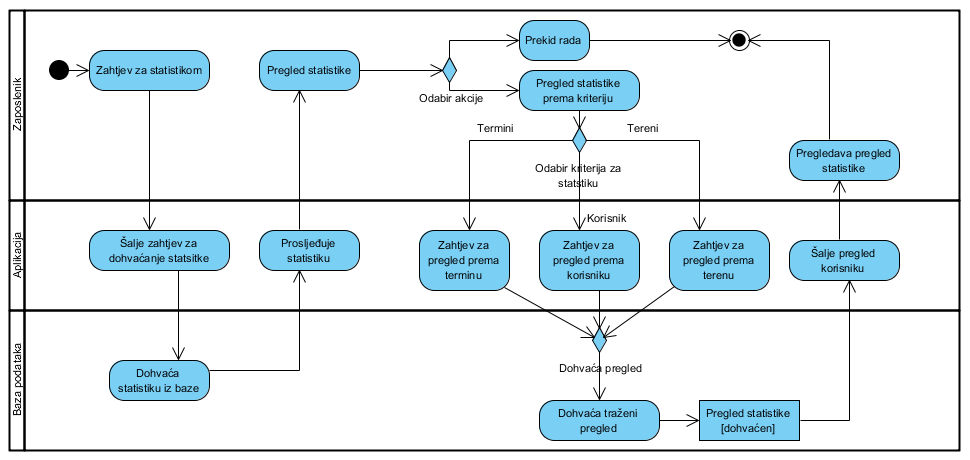 Zaposlenik
Zahtjev za statistikom
Pregled statistike
Odabir akcije
Prekid rada
Pregled statistike
prema kriteriju
Termini
Tereni
Odabir kriterija za
statstiku
Korisnik
Pregledava pregled
statistike
Aplikacija
Šalje zahtjev za
dohvaćanje statsitke
Prosljeđuje
statistiku
Zahtjev za
pregled prema
terminu
Zahtjev za
pregled prema
korisniku
Zahtjev za
pregled prema
terenu
Šalje pregled
korisniku
Baza podataka
Dohvaća
statistiku iz baze
Dohvaća pregled
Dohvaća traženi
pregled
Pregled statistike
[dohvaćen]